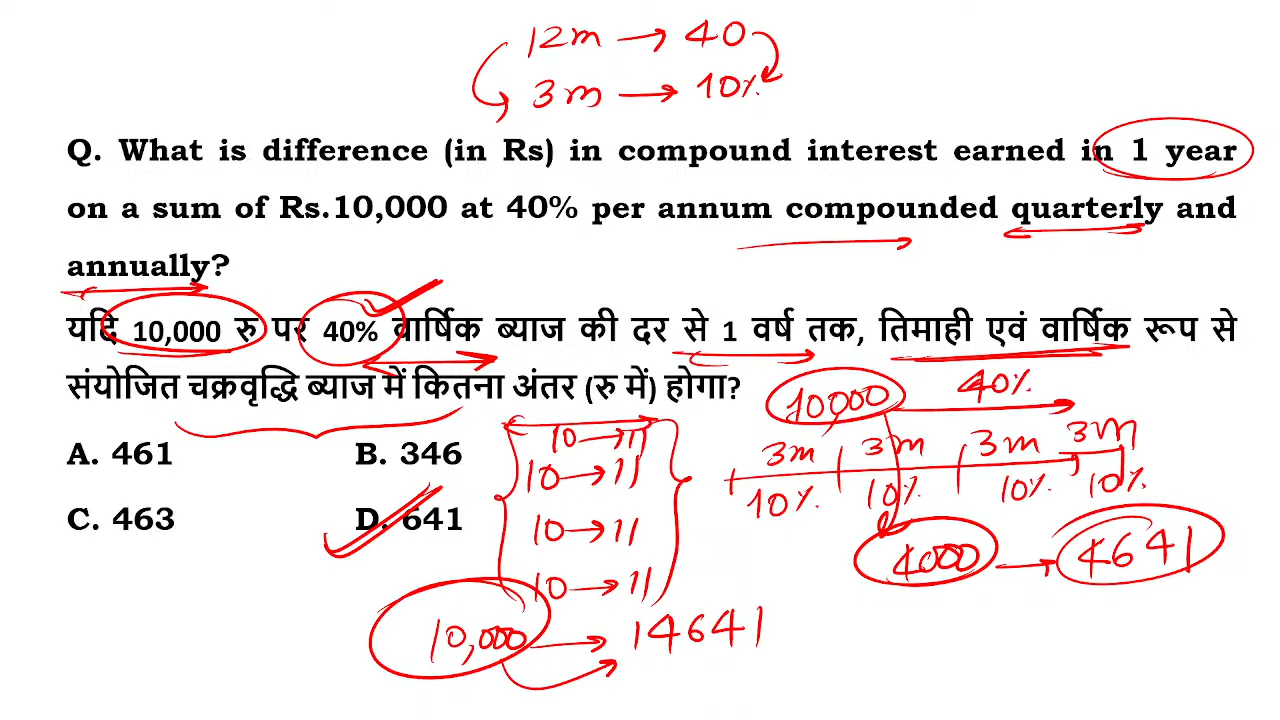 12m → 40
3m → 10%
Q. What is difference (in Rs) in compound interest earned in 1 year
on a sum of Rs.10,000 at 40% per annum compounded quarterly and
annually?
यदि 10,000 रु पर 40% वार्षिक ब्याज की दर से 1 वर्ष तक, तिमाही एवं वार्षिक रूप से
संयोजित चक्रवृद्धि ब्याज में कितना अंतर (रु में) होगा?
10,000 40%
A. 461 B. 346
C. 463 D. 641
10→11
10→11
10→11
10→11
10,000 → 14641
3m 3m 3m 3m
10% 10% 10% 10%
4000 → 4641